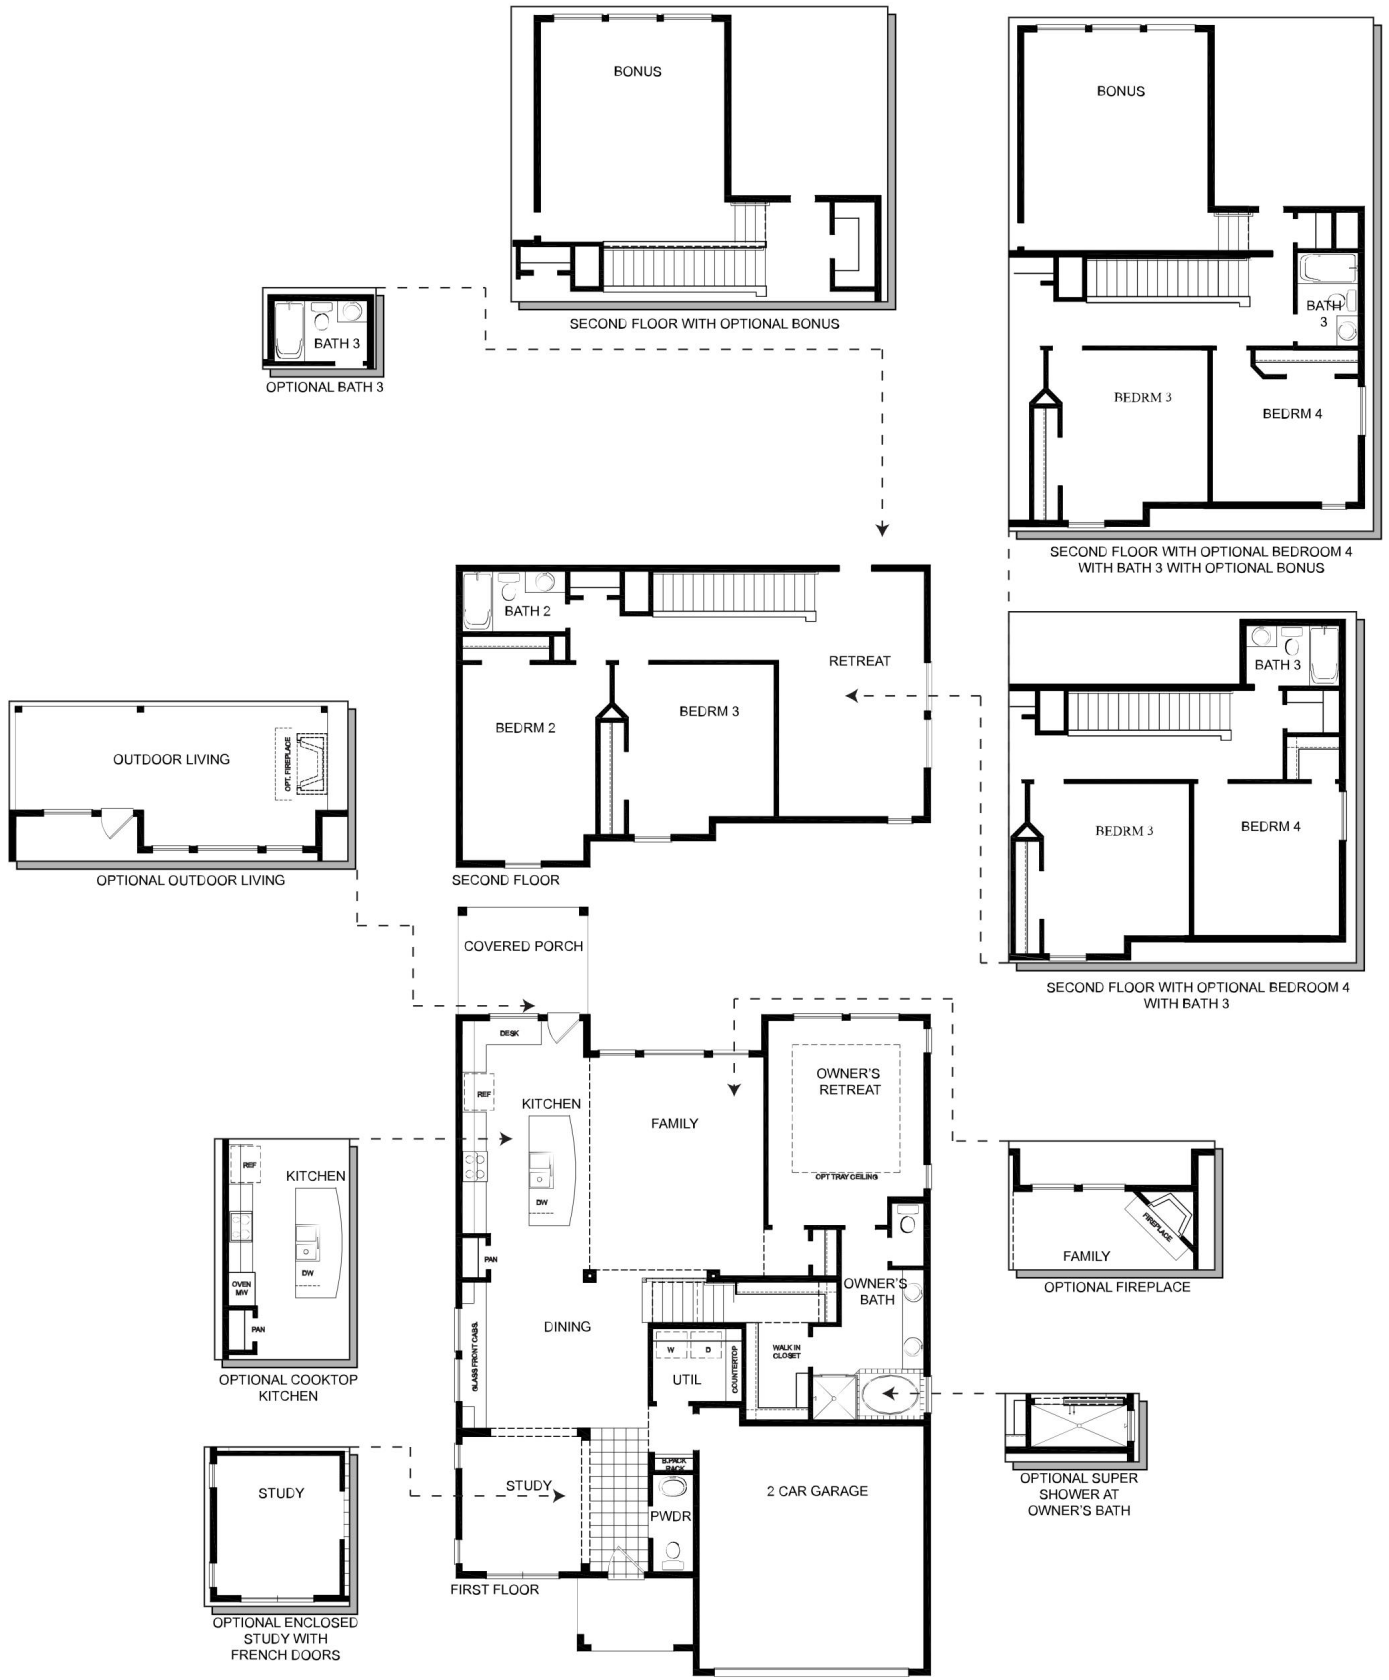 BONUS
SECOND FLOOR WITH OPTIONAL BONUS
BONUS
BATH
3
BEDRM 3
BEDRM 4
SECOND FLOOR WITH OPTIONAL BEDROOM 4
WITH BATH 3 WITH OPTIONAL BONUS
BATH 3
OPTIONAL BATH 3
BATH 2
RETREAT
BEDRM 2
BEDRM 3
SECOND FLOOR
BATH 3
BEDRM 3
BEDRM 4
SECOND FLOOR WITH OPTIONAL BEDROOM 4
WITH BATH 3
OUTDOOR LIVING
OPT. FIREPLACE
OPTIONAL OUTDOOR LIVING
COVERED PORCH
DESK
REF
KITCHEN
DW
PAN
FAMILY
OWNER'S
RETREAT
OPT TRAY CEILING
OWNER'S
BATH
DINING
GLASS FRONT CABS.
W
D
COUNTERTOP
UTIL
WALK IN
CLOSET
B.PACK
RACK
STUDY
PWDR
2 CAR GARAGE
FIRST FLOOR
REF
KITCHEN
DW
OVEN
MW
PAN
OPTIONAL COOKTOP
KITCHEN
FIREPLACE
FAMILY
OPTIONAL FIREPLACE
OPTIONAL SUPER
SHOWER AT
OWNER'S BATH
STUDY
OPTIONAL ENCLOSED
STUDY WITH
FRENCH DOORS